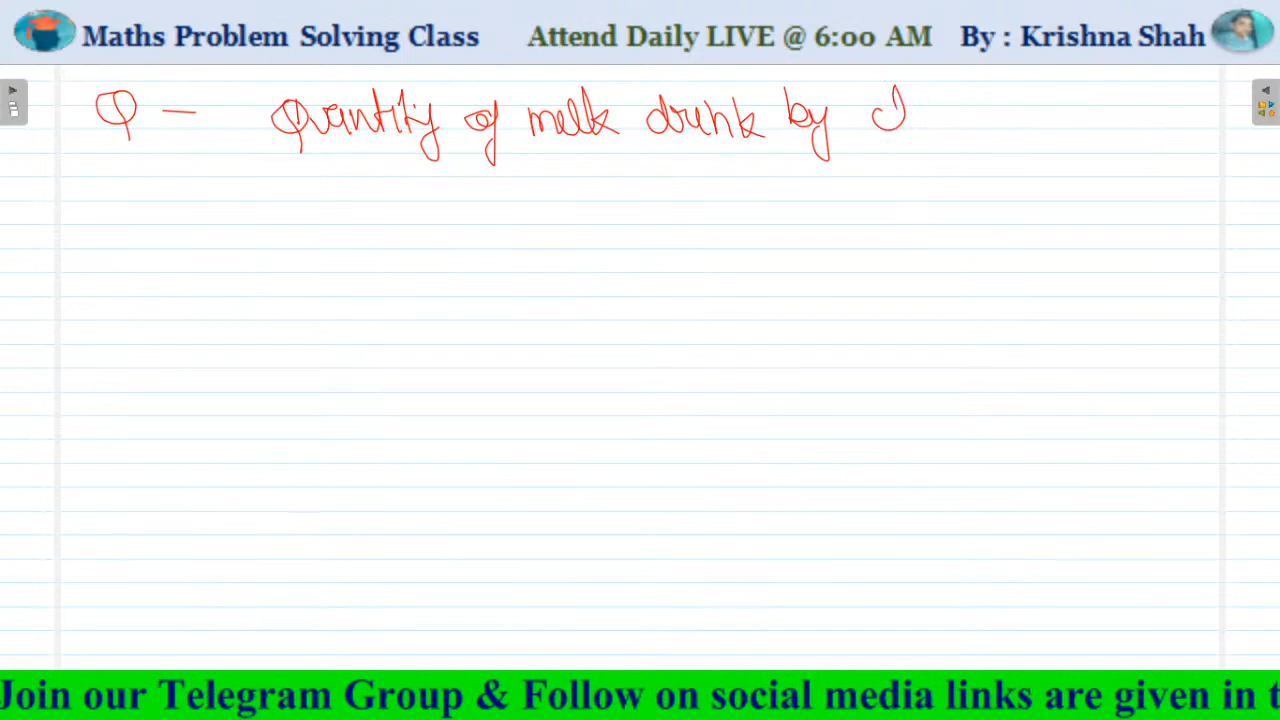 Maths Problem Solving Class Attend Daily LIVE @ 6:00 AM By : Krishna Shah
Q — Quantity of melk drunk by
Join our Telegram Group & Follow on social media links are given in t